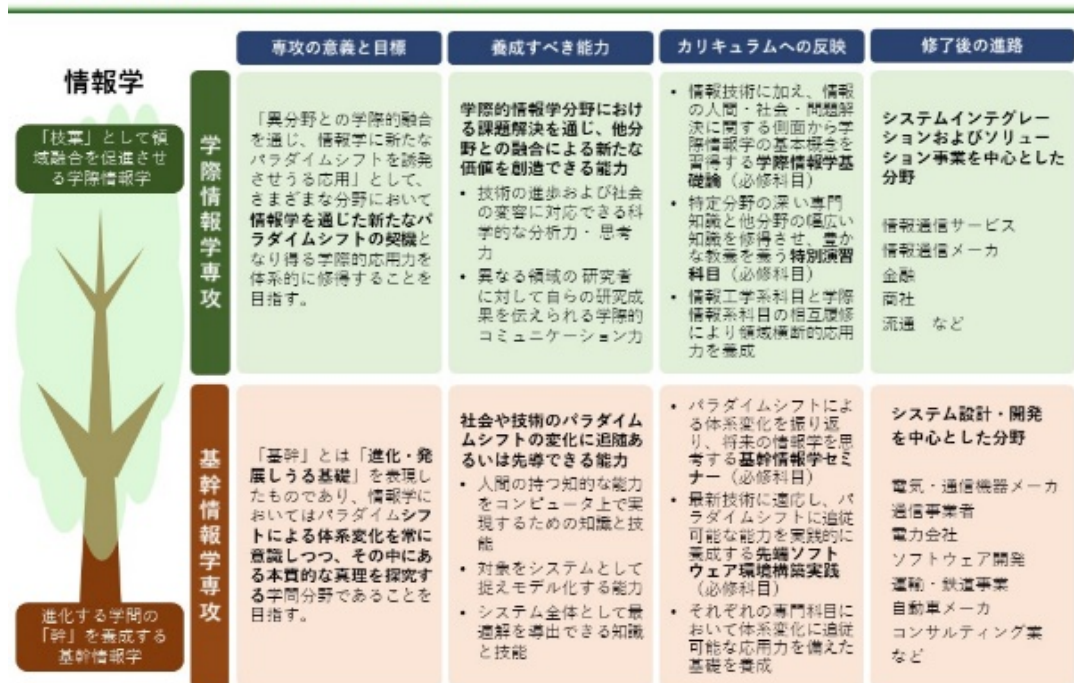 専攻の意義と目標
養成すべき能力
カリキュラムへの反映
修了後の進路
情報学
「枝葉」として領
域融合を促進させ
る学際情報学
学際情報学専攻
「異分野との学際的融合
を通じ、情報学に新たな
パラダイムシフトを誘発
させうる応用」として、
さまざまな分野において
情報学を通じた新たなパ
ラダイムシフトの契機と
なり得る学際的応用力を
体系的に修得することを
目指す。
学際的情報学分野におけ
る課題解決を通じ、他分
野との融合による新たな
価値を創造できる能力
• 技術の進歩および社会
の変容に対応できる科
学的な分析力・思考
力
• 異なる領域の研究者
に対して自らの研究成
果を伝えられる学際的
コミュニケーション力
• 情報技術に加え、情報
の人間・社会・問題解
決に関する側面から学
際情報学の基本概念を
習得する学際情報学基
礎論（必修科目）
• 特定分野の深い専門
知識と他分野の幅広い
知識を修得させ、豊か
な教養を養う特別演習
科目（必修科目）
• 情報工学系科目と学際
情報系科目の相互履修
により領域横断的応用
力を養成
システムインテグレー
ションおよびソリュー
ション事業を中心とした
分野
情報通信サービス
情報通信メーカ
金融
商社
流通 など
進化する学問の
「幹」を養成する
基幹情報学
基幹情報学専攻
「基幹」とは「進化・発
展しうる基礎」を表現し
たものであり、情報学に
おいてはパラダイムシフ
トによる体系変化を常に
意識しつつ、その中にあ
る本質的な真理を探究す
る学問分野であることを
目指す。
社会や技術のパラダイム
ムシフトの変化に追随あ
るいは先導できる能力
• 人間の持つ知的な能力
をコンピュータ上で実
現するための知識と技
能
• 対象をシステムとして
捉えモデル化する能力
• システム全体として最
適解を導出できる知識
と技能
• パラダイムシフトによ
る体系変化を振り返
り、将来の情報学を思
考する基幹情報学セミ
ナー（必修科目）
• 最新技術に適応し、パ
ラダイムシフトに追従
可能な能力を実践的に
養成する先端ソフト
ウェア環境構築実践
（必修科目）
• それぞれの専門科目に
おいて体系変化に追従
可能な応用力を備えた
基礎を養成
システム設計・開発
を中心とした分野
電気・通信機器メーカ
通信事業者
電力会社
ソフトウェア開発
運輸・鉄道事業
自動車メーカ
コンサルティング業
など